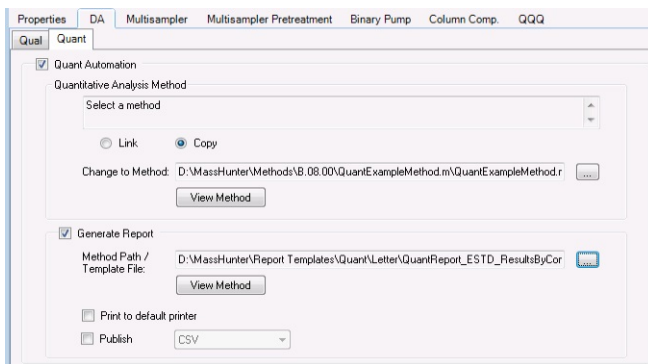 Properties DA Multisampler Multisampler Pretreatment Binary Pump Column Comp. QQQ
Qual Quant
Quant Automation
Quantitative Analysis Method
Select a method
Link Copy
Change to Method: D:\MassHunter\Methods\B.08.00\QuantExampleMethod.m\QuantExampleMethod.r ...
View Method
Generate Report
Method Path /
Template File: D:\MassHunter\Report Templates\Quant\Letter\QuantReport_ESTD_ResultsByCor ...
View Method
Print to default printer
Publish CSV